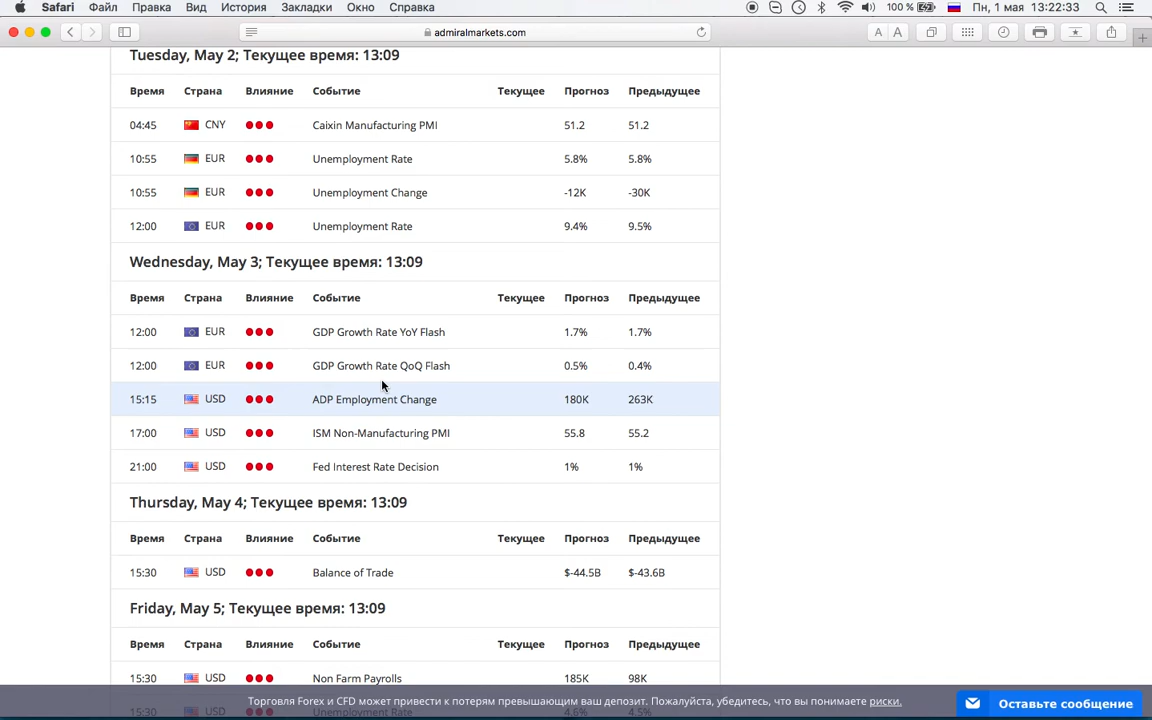 Safari Файл Правка Вид История Закладки Окно Справка 100 % Пн, 1 мая 13:22:33
admiralmarkets.com A A
Tuesday, May 2; Текущее время: 13:09
Время Страна Влияние Событие Текущее Прогноз Предыдущее
04:45 CNY Caixin Manufacturing PMI 51.2 51.2
10:55 EUR Unemployment Rate 5.8% 5.8%
10:55 EUR Unemployment Change -12K -30K
12:00 EUR Unemployment Rate 9.4% 9.5%
Wednesday, May 3; Текущее время: 13:09
Время Страна Влияние Событие Текущее Прогноз Предыдущее
12:00 EUR GDP Growth Rate YoY Flash 1.7% 1.7%
12:00 EUR GDP Growth Rate QoQ Flash 0.5% 0.4%
15:15 USD ADP Employment Change 180K 263K
17:00 USD ISM Non-Manufacturing PMI 55.8 55.2
21:00 USD Fed Interest Rate Decision 1% 1%
Thursday, May 4; Текущее время: 13:09
Время Страна Влияние Событие Текущее Прогноз Предыдущее
15:30 USD Balance of Trade $-44.5B $-43.6B
Friday, May 5; Текущее время: 13:09
Время Страна Влияние Событие Текущее Прогноз Предыдущее
15:30 USD Non Farm Payrolls 185K 98K
Торговля Forex и CFD может привести к потерям превышающим ваш депозит. Пожалуйста, убедитесь, что вы понимаете риски.
Оставьте сообщение
15:30 USD Unemployment Rate 4.6% 4.5%